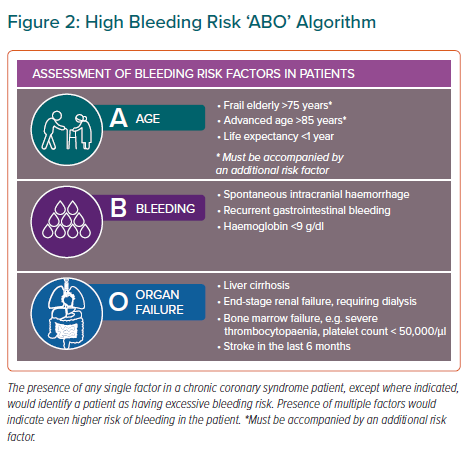 Figure 2: High Bleeding Risk ‘ABO’ Algorithm
ASSESSMENT OF BLEEDING RISK FACTORS IN PATIENTS
A AGE
• Frail elderly >75 years*
• Advanced age >85 years*
• Life expectancy <1 year
* Must be accompanied by
an additional risk factor
B BLEEDING
• Spontaneous intracranial haemorrhage
• Recurrent gastrointestinal bleeding
• Haemoglobin <9 g/dl
O ORGAN
FAILURE
• Liver cirrhosis
• End-stage renal failure, requiring dialysis
• Bone marrow failure, e.g. severe
thrombocytopaenia, platelet count < 50,000/µl
• Stroke in the last 6 months
The presence of any single factor in a chronic coronary syndrome patient, except where indicated,
would identify a patient as having excessive bleeding risk. Presence of multiple factors would
indicate even higher risk of bleeding in the patient. *Must be accompanied by an additional risk
factor.